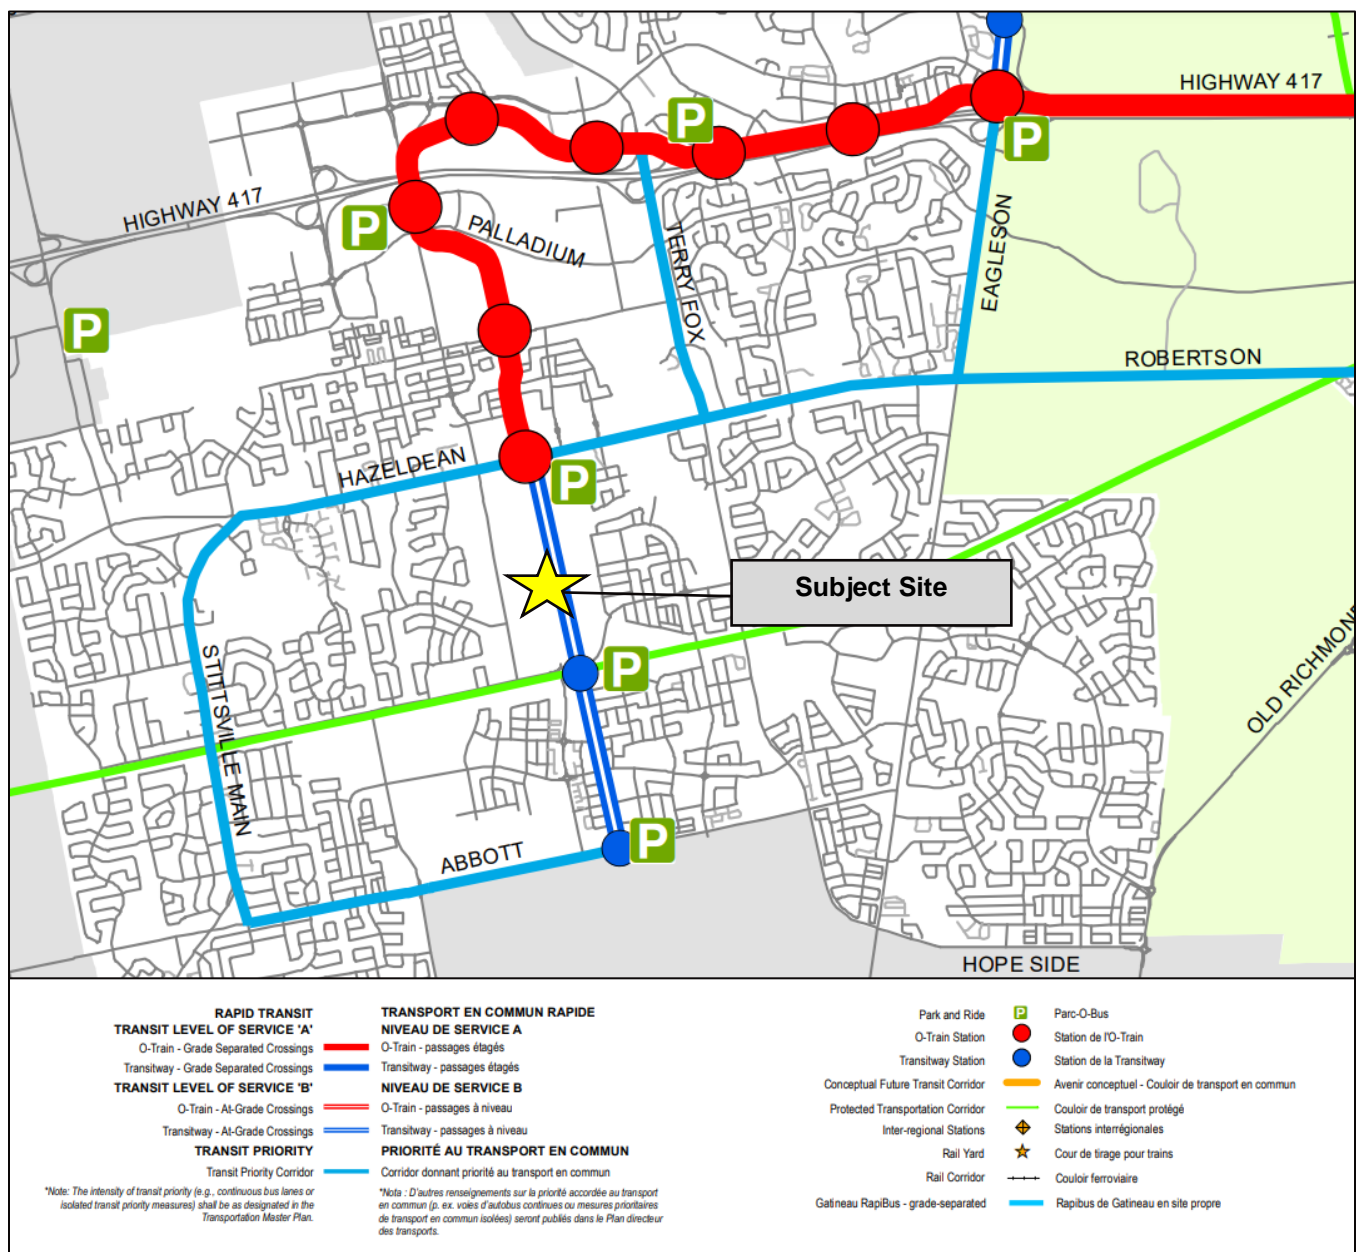 HIGHWAY 417
P
P
HIGHWAY 417
P
PALLADIUM
TERRY FOX
EAGLESON
P
ROBERTSON
HAZELDEAN
P
Subject Site
P
STITTSVILLE MAIN
OLD RICHMOND
P
ABBOTT
HOPE SIDE
RAPID TRANSIT
TRANSIT LEVEL OF SERVICE 'A'
O-Train - Grade Separated Crossings
Transitway - Grade Separated Crossings
TRANSIT LEVEL OF SERVICE 'B'
O-Train - At-Grade Crossings
Transitway - At-Grade Crossings
TRANSIT PRIORITY
Transit Priority Corridor
*Note: The intensity of transit priority (e.g., continuous bus lanes or
isolated transit priority measures) shall be as designated in the
Transportation Master Plan.
TRANSPORT EN COMMUN RAPIDE
NIVEAU DE SERVICE A
O-Train - passages étagés
Transitway - passages étagés
NIVEAU DE SERVICE B
O-Train - passages à niveau
Transitway - passages à niveau
PRIORITÉ AU TRANSPORT EN COMMUN
Corridor donnant priorité au transport en commun
*Nota : D'autres renseignements sur la priorité accordée au transport
en commun (p. ex. voies d'autobus continues ou mesures prioritaires
de transport en commun isolées) seront publiés dans le Plan directeur
des transports.
Park and Ride P Parc-O-Bus
O-Train Station Station de l'O-Train
Transitway Station Station de la Transitway
Conceptual Future Transit Corridor Avenir conceptuel - Couloir de transport en commun
Protected Transportation Corridor Couloir de transport protégé
Inter-regional Stations Stations interrégionales
Rail Yard Cour de tirage pour trains
Rail Corridor Couloir ferroviaire
Gatineau RapiBus - grade-separated Rapibus de Gatineau en site propre